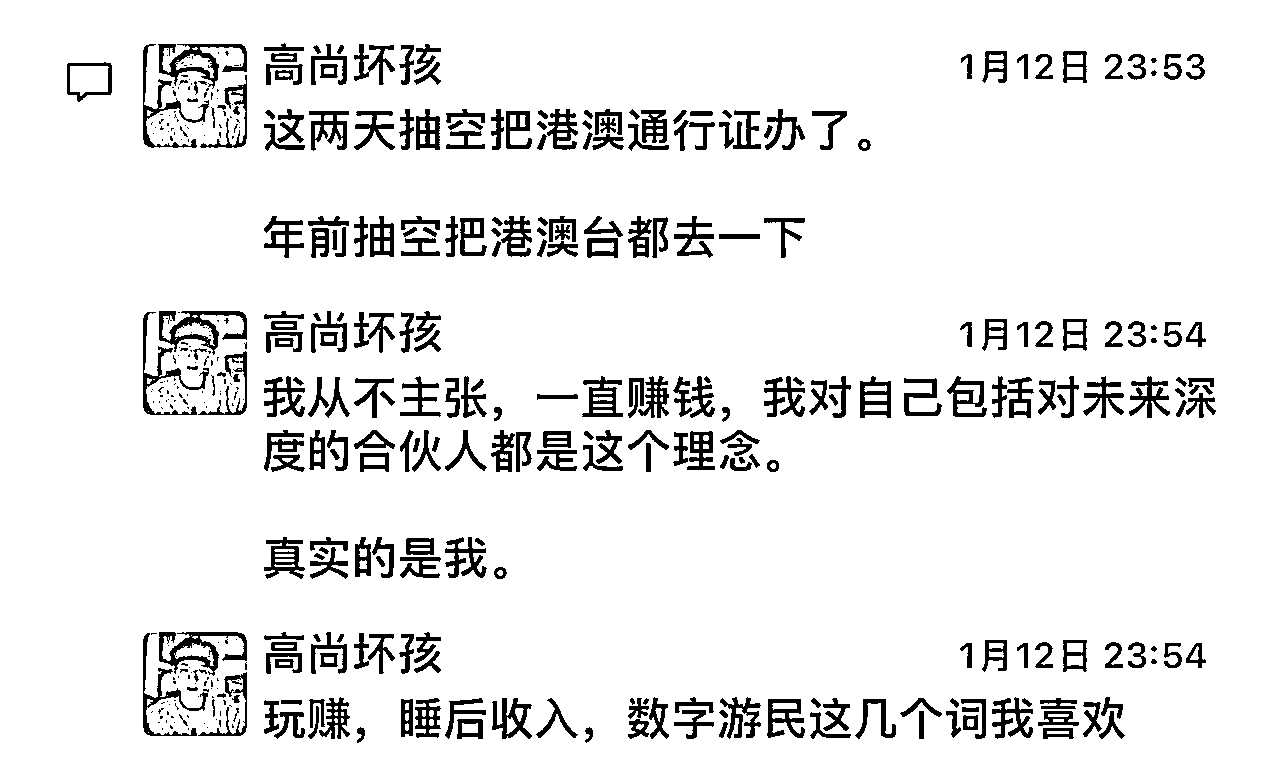 高尚坏孩 1月12日 23:53
这两天抽空把港澳通行证办了。
年前抽空把港澳台都去一下
高尚坏孩 1月12日 23:54
我从不主张，一直赚钱，我对自己包括对未来深
度的合伙人都是这个理念。
真实的是我。
高尚坏孩 1月12日 23:54
玩赚，睡后收入，数字游民这几个词我喜欢